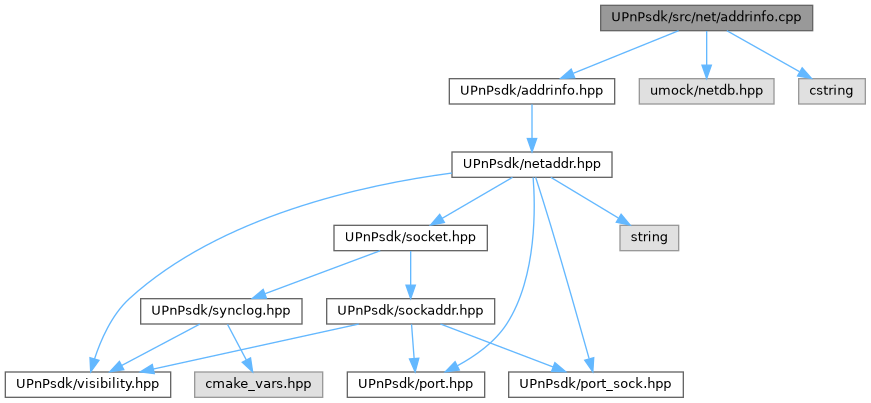 UPnPsdk/src/net/addrinfo.cpp
UPnPsdk/addrinfo.hpp
umock/netdb.hpp
cstring
UPnPsdk/netaddr.hpp
UPnPsdk/socket.hpp
string
UPnPsdk/synclog.hpp
UPnPsdk/sockaddr.hpp
UPnPsdk/visibility.hpp
cmake_vars.hpp
UPnPsdk/port.hpp
UPnPsdk/port_sock.hpp